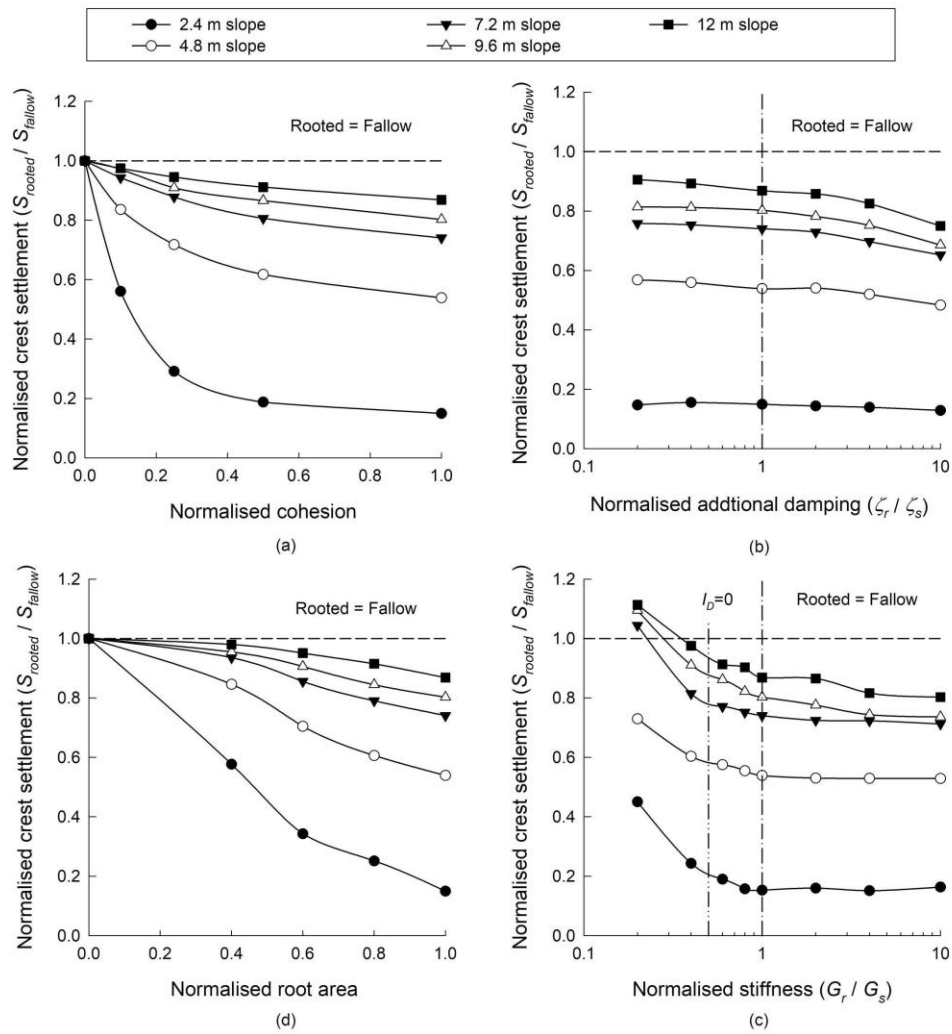 2.4 m slope
7.2 m slope
12 m slope
4.8 m slope
9.6 m slope
Normalised crest settlement (S_rooted / S_fallow)
1.2
1.0
0.8
0.6
0.4
0.2
0.0
Rooted = Fallow
0.0 0.2 0.4 0.6 0.8 1.0
Normalised cohesion
(a)
Normalised crest settlement (S_rooted / S_fallow)
1.2
1.0
0.8
0.6
0.4
0.2
0.0
Rooted = Fallow
0.1 1 10
Normalised addtional damping (ζ_r / ζ_s)
(b)
Normalised crest settlement (S_rooted / S_fallow)
1.2
1.0
0.8
0.6
0.4
0.2
0.0
Rooted = Fallow
0.0 0.2 0.4 0.6 0.8 1.0
Normalised root area
(d)
Normalised crest settlement (S_rooted / S_fallow)
1.2
1.0
0.8
0.6
0.4
0.2
0.0
I_D=0
Rooted = Fallow
0.1 1 10
Normalised stiffness (G_r / G_s)
(c)